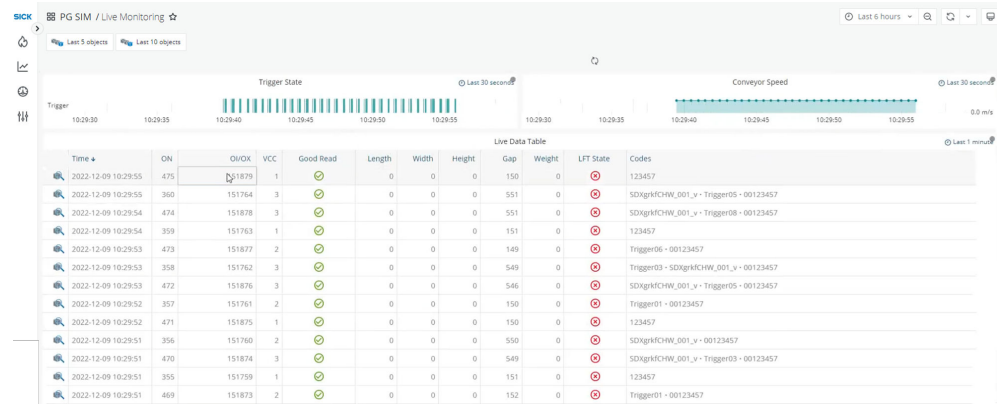 SICK
PG SIM / Live Monitoring
Last 6 hours
Last 5 objects
Last 10 objects
Trigger State
Last 30 seconds
Trigger
10:29:30 10:29:35 10:29:40 10:29:45 10:29:50 10:29:55
Conveyor Speed
Last 30 seconds
0.0 m/s
10:29:30 10:29:35 10:29:40 10:29:45 10:29:50 10:29:55
Live Data Table
Last 1 minute
Time ON OI/OX VCC Good Read Length Width Height Gap Weight LFT State Codes
2022-12-09 10:29:55 475 151879 1 0 0 0 150 0 123457
2022-12-09 10:29:55 360 151764 3 0 0 0 551 0 SDXgrkfCHW_001_v • Trigger05 • 00123457
2022-12-09 10:29:54 474 151878 3 0 0 0 551 0 SDXgrkfCHW_001_v • Trigger08 • 00123457
2022-12-09 10:29:54 359 151763 1 0 0 0 151 0 123457
2022-12-09 10:29:53 473 151877 2 0 0 0 149 0 Trigger06 • 00123457
2022-12-09 10:29:53 358 151762 3 0 0 0 549 0 Trigger03 • SDXgrkfCHW_001_v • 00123457
2022-12-09 10:29:53 472 151876 3 0 0 0 546 0 SDXgrkfCHW_001_v • Trigger05 • 00123457
2022-12-09 10:29:52 357 151761 2 0 0 0 150 0 Trigger01 • 00123457
2022-12-09 10:29:52 471 151875 1 0 0 0 150 0 123457
2022-12-09 10:29:51 356 151760 2 0 0 0 550 0 SDXgrkfCHW_001_v • 00123457
2022-12-09 10:29:51 470 151874 3 0 0 0 549 0 SDXgrkfCHW_001_v • Trigger03 • 00123457
2022-12-09 10:29:51 355 151759 1 0 0 0 151 0 123457
2022-12-09 10:29:51 469 151873 2 0 0 0 152 0 Trigger01 • 00123457